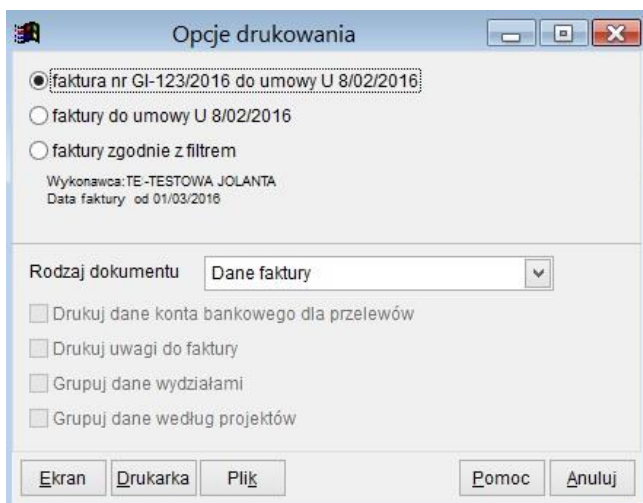 Opcje drukowania
faktura nr GI-123/2016 do umowy U 8/02/2016
faktury do umowy U 8/02/2016
faktury zgodnie z filtrem
Wykonawca:TE-TESTOWA JOLANTA
Data faktury od 01/03/2016
Rodzaj dokumentu Dane faktury
Drukuj dane konta bankowego dla przelewów
Drukuj uwagi do faktury
Grupuj dane wydziałami
Grupuj dane według projektów
Ekran Drukarka Plik Pomoc Anuluj